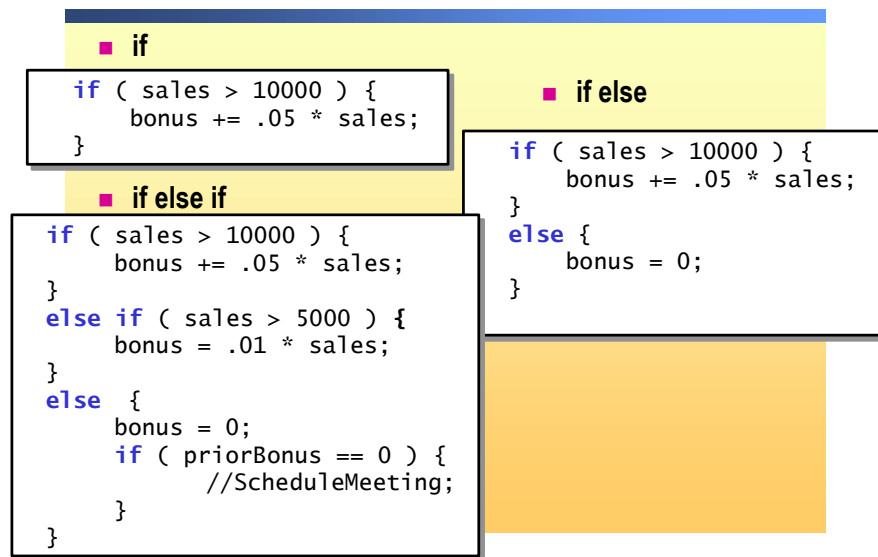 if
if ( sales > 10000 ) {
bonus += .05 * sales;
}
if else
if ( sales > 10000 ) {
bonus += .05 * sales;
}
else {
bonus = 0;
}
if else if
if ( sales > 10000 ) {
bonus += .05 * sales;
}
else if ( sales > 5000 ) {
bonus = .01 * sales;
}
else {
bonus = 0;
if ( priorBonus == 0 ) {
//ScheduleMeeting;
}
}